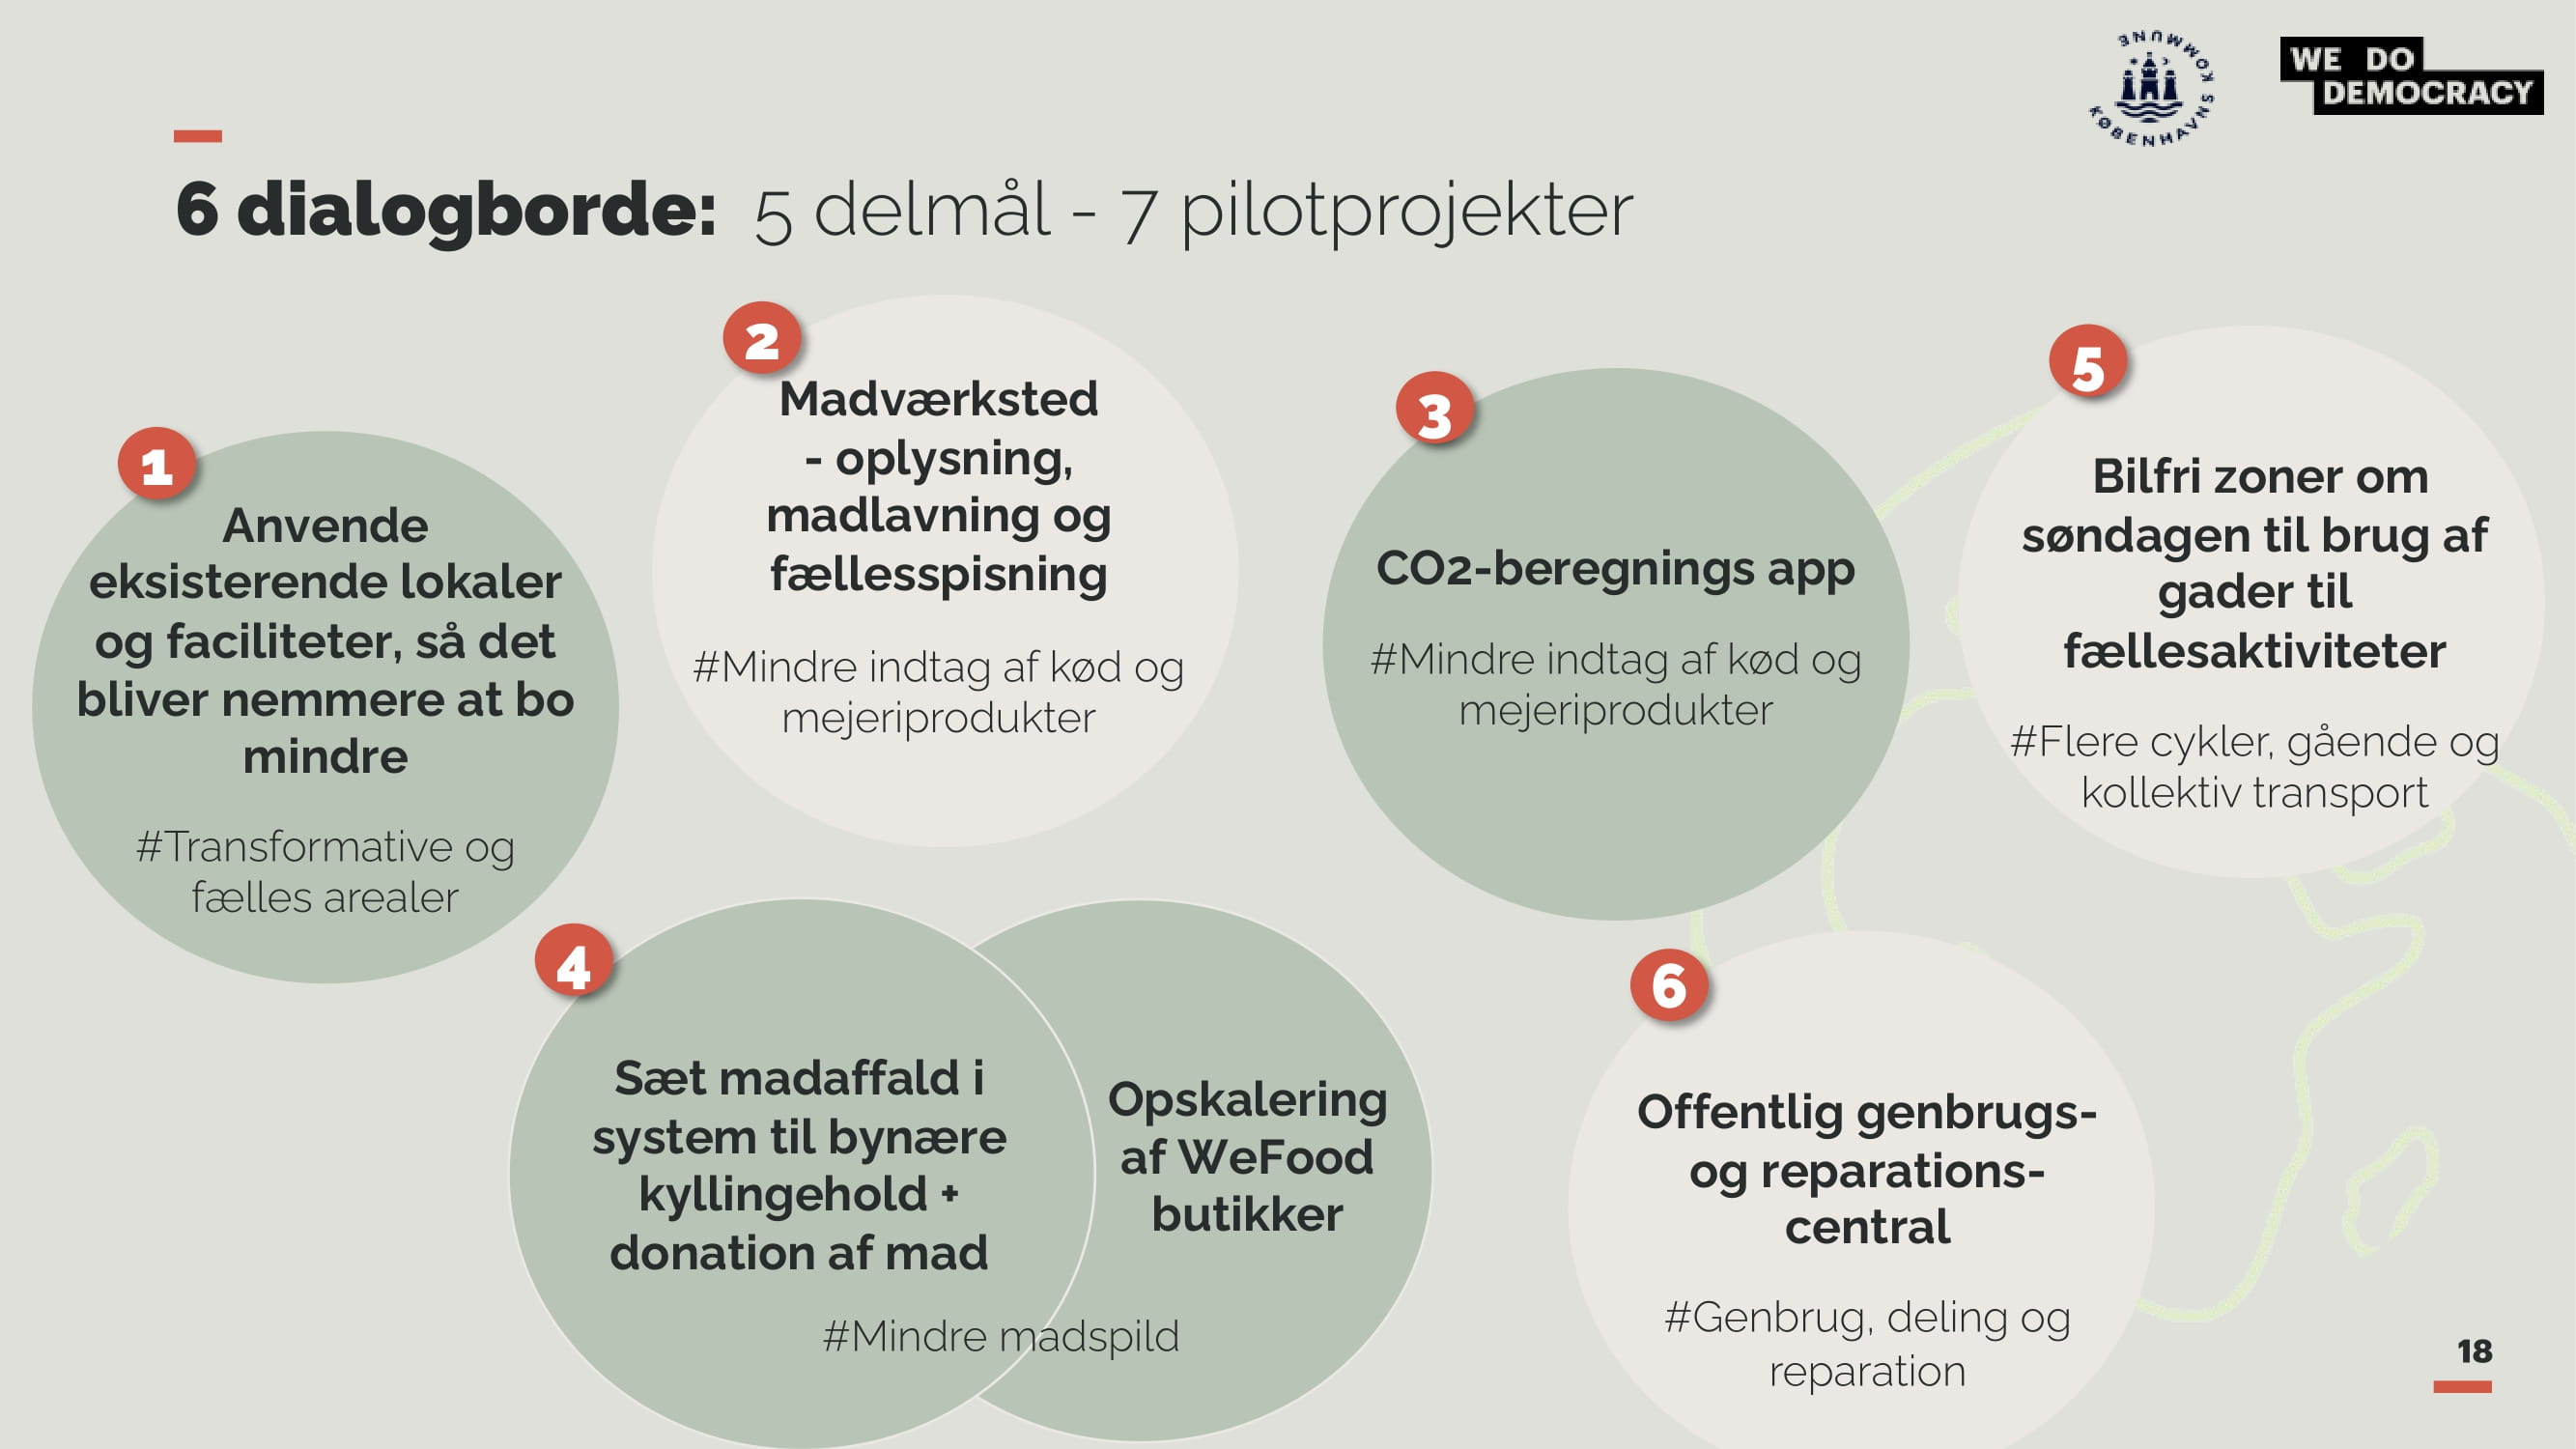 KØBENHAVNS KOMMUNE
WE DO
DEMOCRACY
6 dialogborde: 5 delmål - 7 pilotprojekter
1
Anvende
eksisterende lokaler
og faciliteter, så det
bliver nemmere at bo
mindre
#Transformative og
fælles arealer
2
Madværksted
- oplysning,
madlavning og
fællesspisning
#Mindre indtag af kød og
mejeriprodukter
3
CO2-beregnings app
#Mindre indtag af kød og
mejeriprodukter
5
Bilfri zoner om
søndagen til brug af
gader til
fællesaktiviteter
#Flere cykler, gående og
kollektiv transport
4
Sæt madaffald i
system til bynære
kyllingehold +
donation af mad
Opskalering
af WeFood
butikker
#Mindre madspild
6
Offentlig genbrugs-
og reparations-
central
#Genbrug, deling og
reparation
18